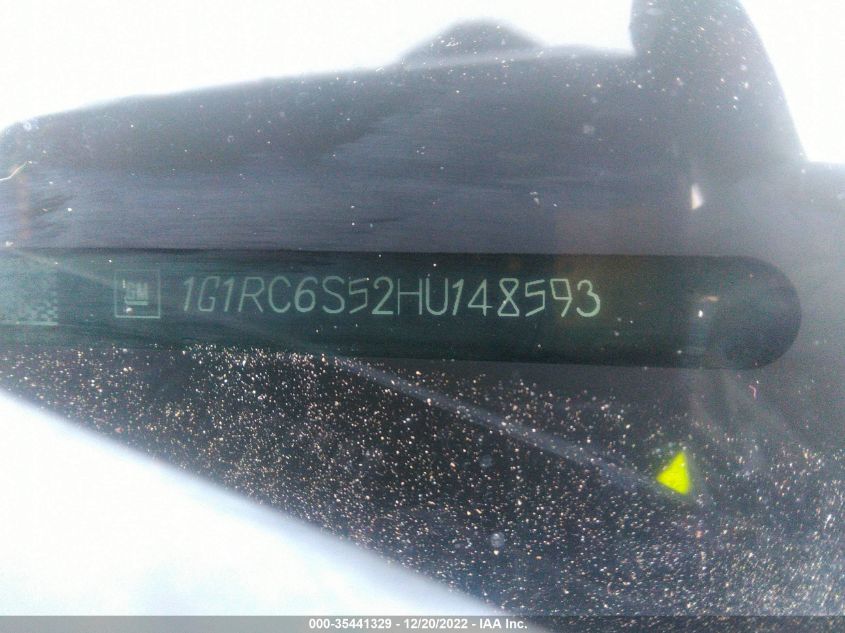 GM 1G1RC6S52HU148593
000-35441329 - 12/20/2022 - IAA Inc.